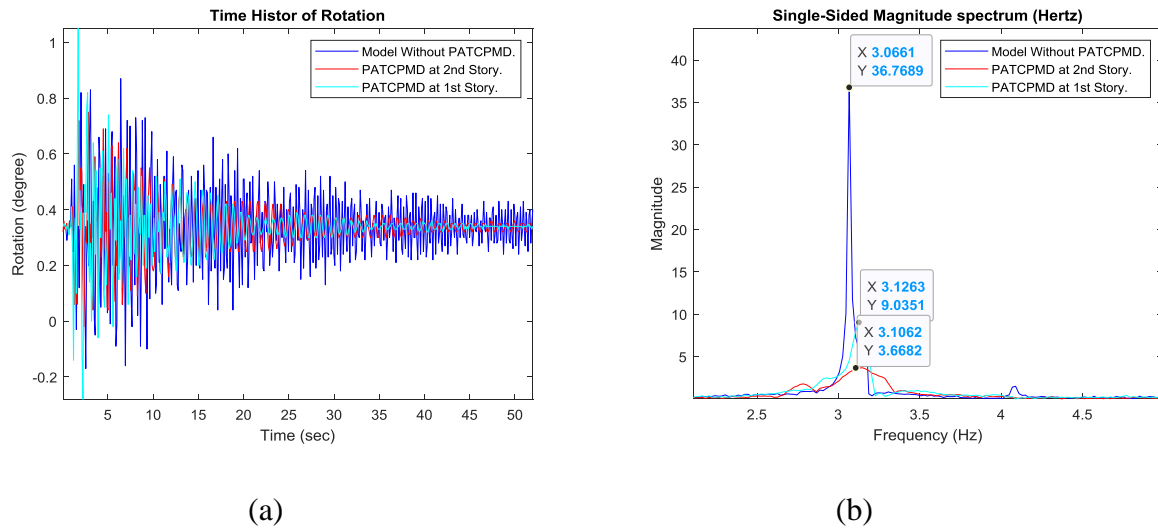 Time Histor of Rotation
1
0.8
0.6
0.4
0.2
0
-0.2
Rotation (degree)
5
10
15
20
25
30
35
40
45
50
Time (sec)
Model Without PATCPMD.
PATCPMD at 2nd Story.
PATCPMD at 1st Story.
(a)
Single-Sided Magnitude spectrum (Hertz)
40
35
30
25
20
15
10
5
Magnitude
2.5
3
3.5
4
4.5
Frequency (Hz)
Model Without PATCPMD.
PATCPMD at 2nd Story.
PATCPMD at 1st Story.
X 3.0661
Y 36.7689
X 3.1263
Y 9.0351
X 3.1062
Y 3.6682
(b)